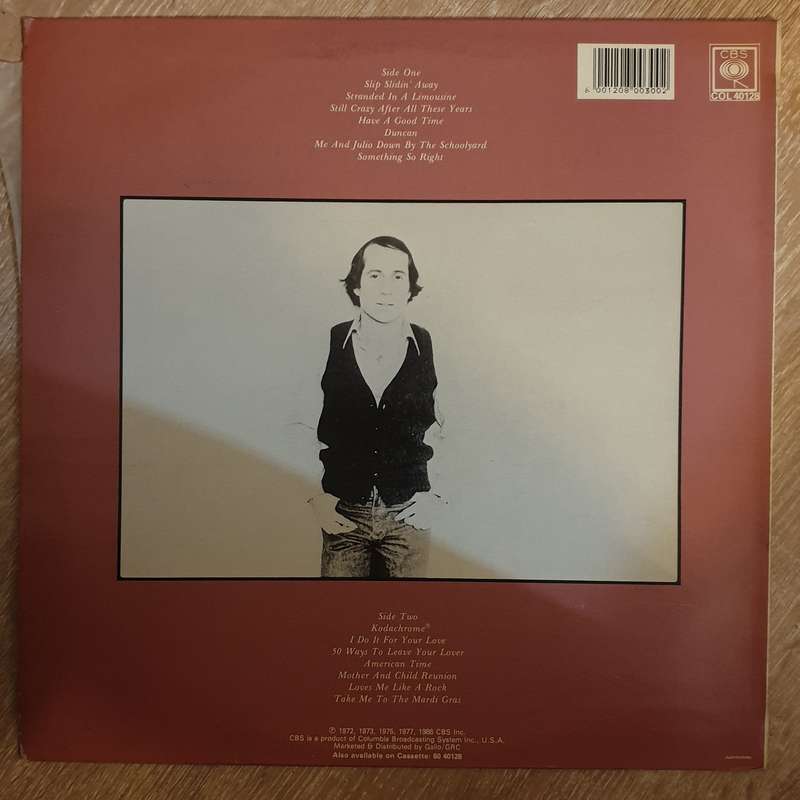 Side One
Slip Slidin' Away
Stranded In A Limousine
Still Crazy After All These Years
Have A Good Time
Duncan
Me And Julio Down By The Schoolyard
Something So Right
6 001208 003002
CBS
COL 40128
Side Two
Kodachrome®
I Do It For Your Love
50 Ways To Leave Your Lover
American Time
Mother And Child Reunion
Loves Me Like A Rock
Take Me To The Mardi Gras
℗ 1972, 1973, 1975, 1977, 1986 CBS Inc.
CBS is a product of Columbia Broadcasting System Inc., U.S.A.
Marketed & Distributed by Gallo/GRC
Also available on Cassette: 60 40128